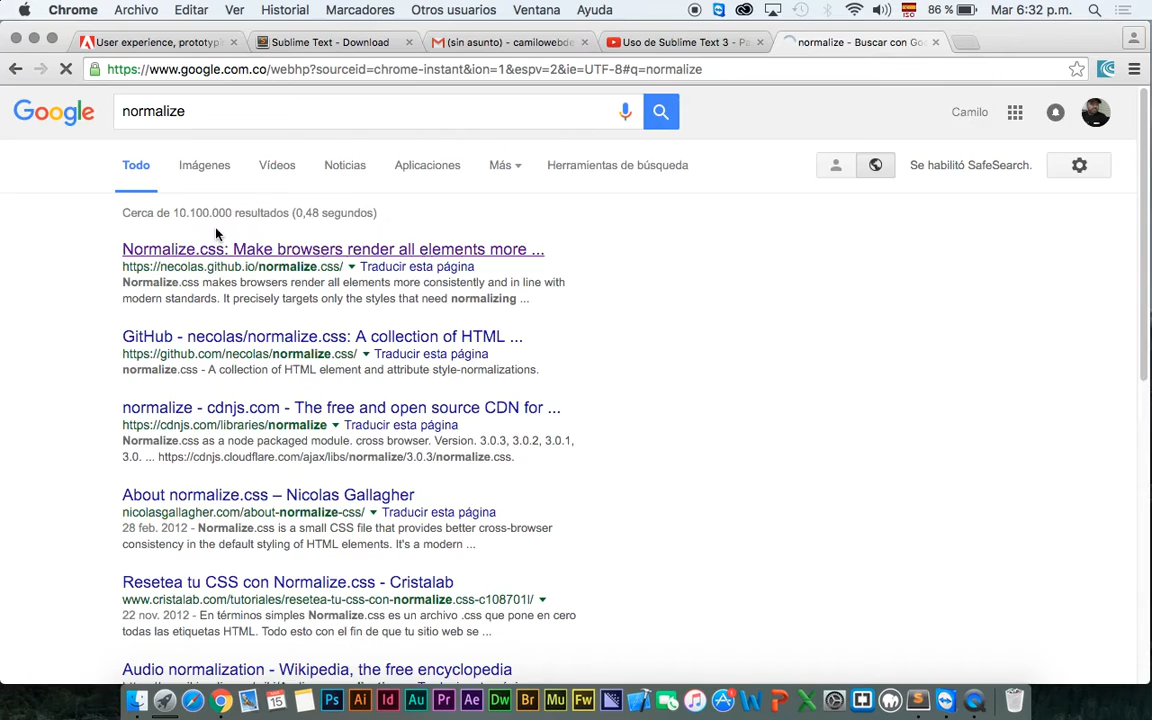 Chrome Archivo Editar Ver Historial Marcadores Otros usuarios Ventana Ayuda 86 % Mar 6:32 p.m.
User experience, prototypi Sublime Text - Download (sin asunto) - camilowebde Uso de Sublime Text 3 - Pa normalize - Buscar con Go
https://www.google.com.co/webhp?sourceid=chrome-instant&ion=1&espv=2&ie=UTF-8#q=normalize
Google normalize Camilo
Todo Imágenes Vídeos Noticias Aplicaciones Más Herramientas de búsqueda Se habilitó SafeSearch.
Cerca de 10.100.000 resultados (0,48 segundos)
Normalize.css: Make browsers render all elements more ...
https://necolas.github.io/normalize.css/ Traducir esta página
Normalize.css makes browsers render all elements more consistently and in line with
modern standards. It precisely targets only the styles that need normalizing ...
GitHub - necolas/normalize.css: A collection of HTML ...
https://github.com/necolas/normalize.css/ Traducir esta página
normalize.css - A collection of HTML element and attribute style-normalizations.
normalize - cdnjs.com - The free and open source CDN for ...
https://cdnjs.com/libraries/normalize Traducir esta página
Normalize.css as a node packaged module. cross browser. Version. 3.0.3, 3.0.2, 3.0.1,
3.0. ... https://cdnjs.cloudflare.com/ajax/libs/normalize/3.0.3/normalize.css.
About normalize.css – Nicolas Gallagher
nicolasgallagher.com/about-normalize-css/ Traducir esta página
28 feb. 2012 - Normalize.css is a small CSS file that provides better cross-browser
consistency in the default styling of HTML elements. It's a modern ...
Resetea tu CSS con Normalize.css - Cristalab
www.cristalab.com/tutoriales/resetea-tu-css-con-normalize.css-c108701l/
22 nov. 2012 - En términos simples Normalize.css es un archivo .css que pone en cero
todas las etiquetas HTML. Todo esto con el fin de que tu sitio web se ...
Audio normalization - Wikipedia, the free encyclopedia
15 Ps Ai Id Au Pr Ae Dw Br Mu Fw